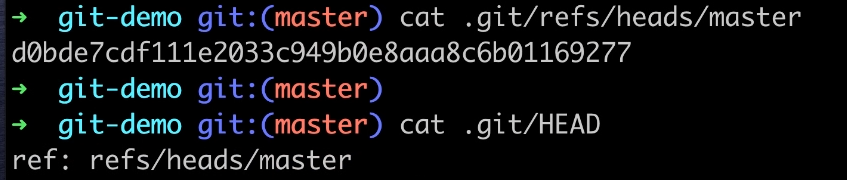 ➜ git-demo git:(master) cat .git/refs/heads/master
d0bde7cdf111e2033c949b0e8aaa8c6b01169277
➜ git-demo git:(master)
➜ git-demo git:(master) cat .git/HEAD
ref: refs/heads/master